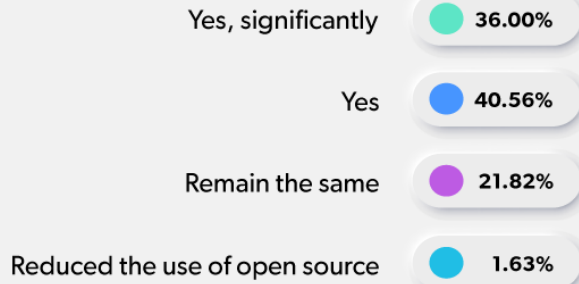 Yes, significantly 36.00%
Yes 40.56%
Remain the same 21.82%
Reduced the use of open source 1.63%